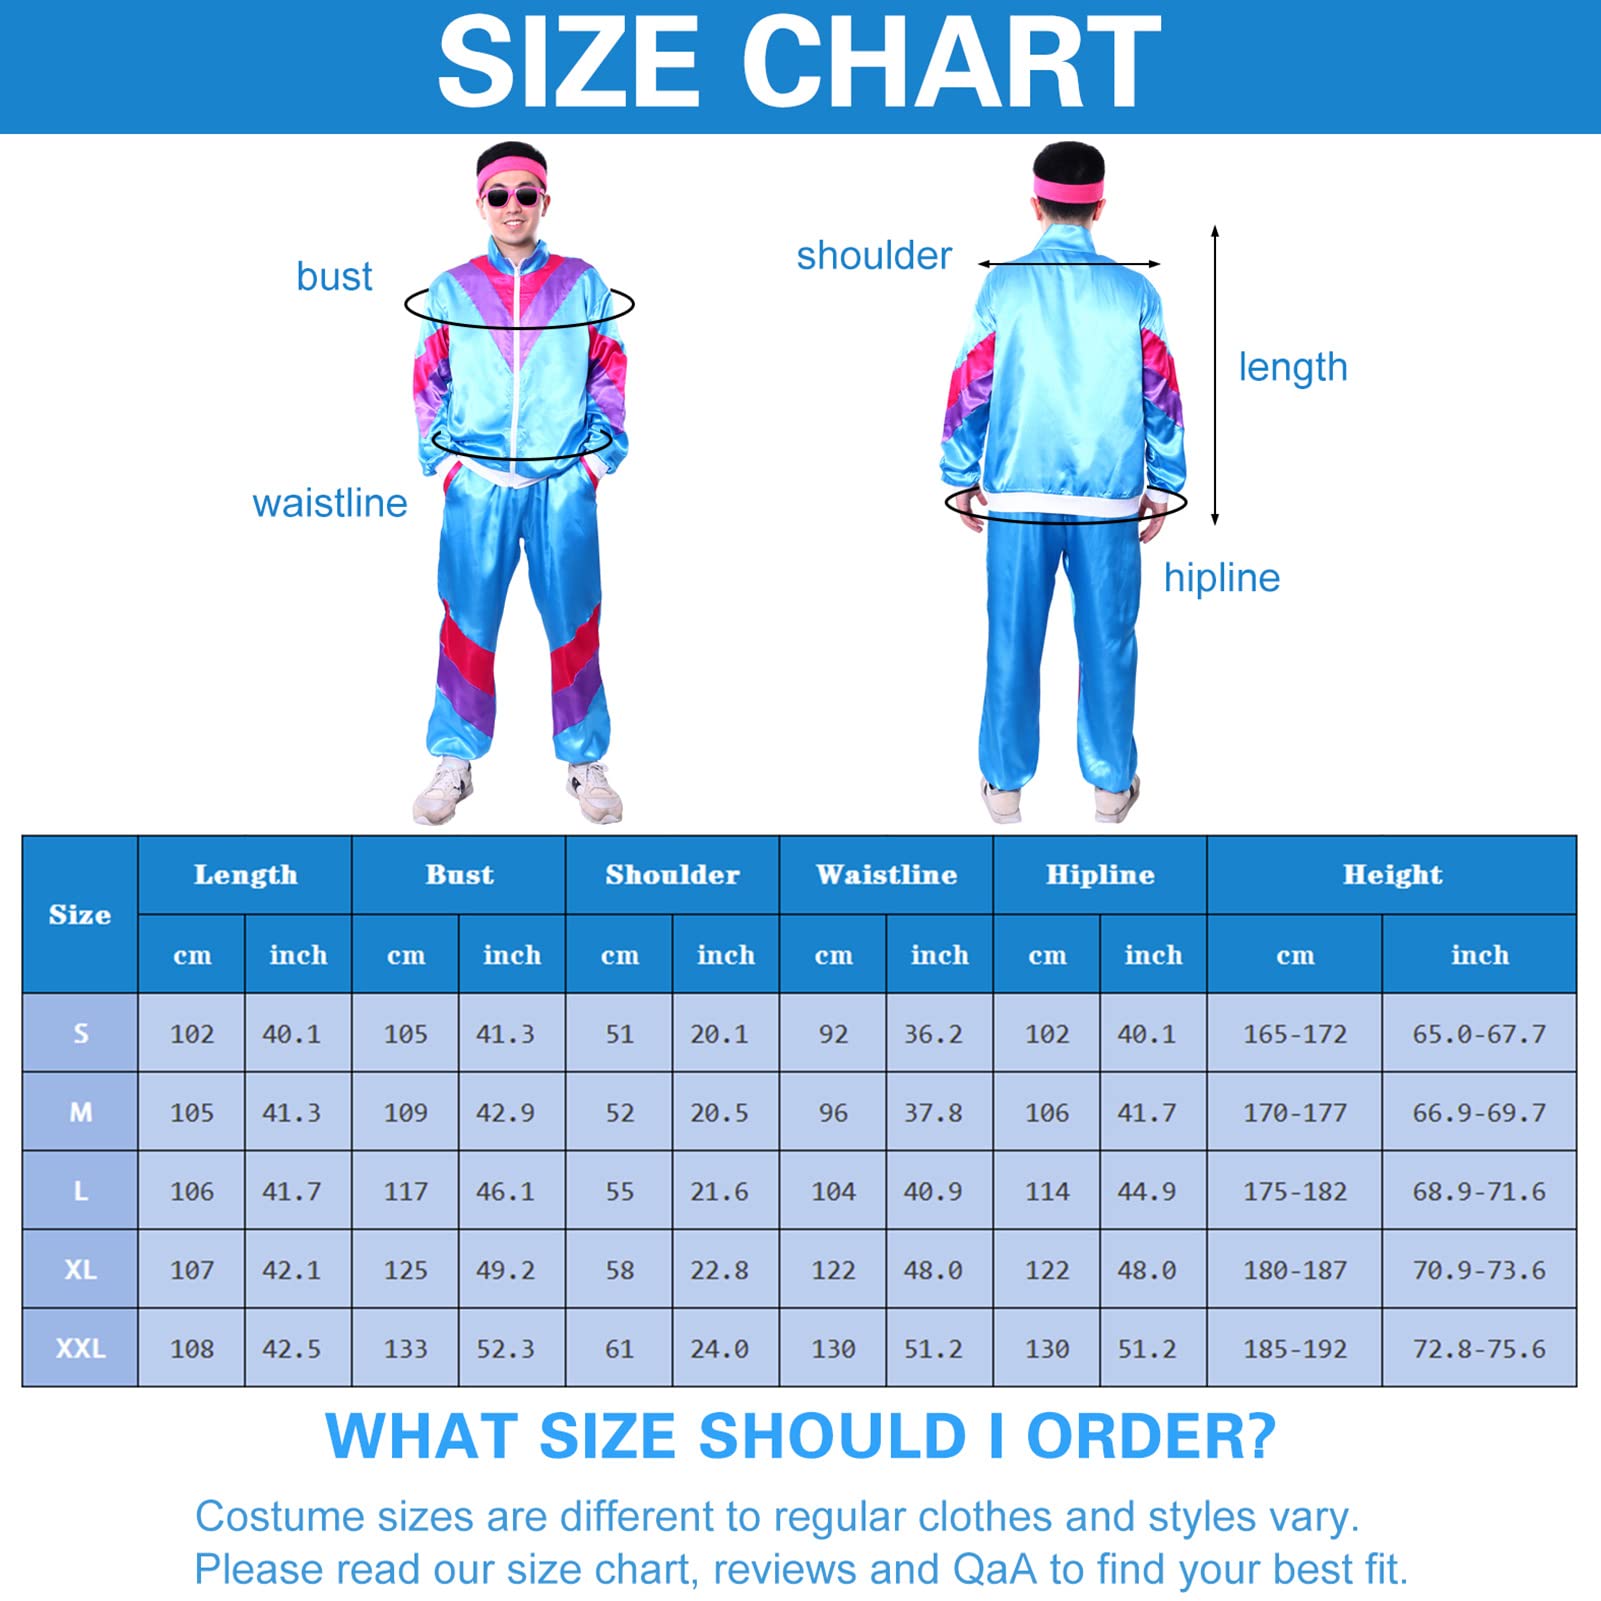 SIZE CHART
bust
waistline
shoulder
length
hipline
Size Length Bust Shoulder Waistline Hipline Height
cm inch cm inch cm inch cm inch cm inch cm inch
S 102 40.1 105 41.3 51 20.1 92 36.2 102 40.1 165-172 65.0-67.7
M 105 41.3 109 42.9 52 20.5 96 37.8 106 41.7 170-177 66.9-69.7
L 106 41.7 117 46.1 55 21.6 104 40.9 114 44.9 175-182 68.9-71.6
XL 107 42.1 125 49.2 58 22.8 122 48.0 122 48.0 180-187 70.9-73.6
XXL 108 42.5 133 52.3 61 24.0 130 51.2 130 51.2 185-192 72.8-75.6
WHAT SIZE SHOULD I ORDER?
Costume sizes are different to regular clothes and styles vary.
Please read our size chart, reviews and QaA to find your best fit.